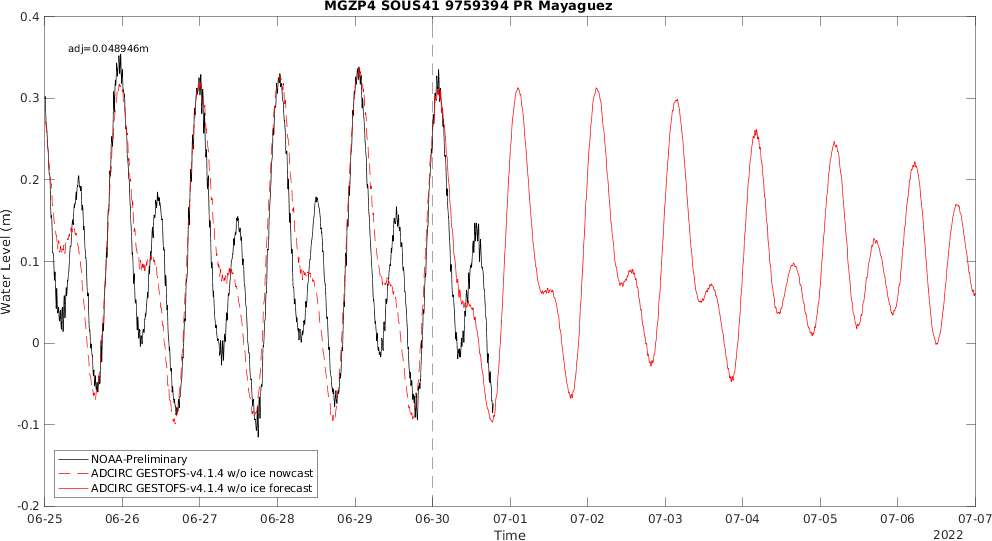 MGZP4 SOUS41 9759394 PR Mayaguez
adj=0.048946m
0.4
0.3
0.2
0.1
0
-0.1
-0.2
Water Level (m)
NOAA-Preliminary
ADCIRC GESTOFS-v4.1.4 w/o ice nowcast
ADCIRC GESTOFS-v4.1.4 w/o ice forecast
06-25 06-26 06-27 06-28 06-29 06-30 07-01 07-02 07-03 07-04 07-05 07-06 07-07
Time
2022